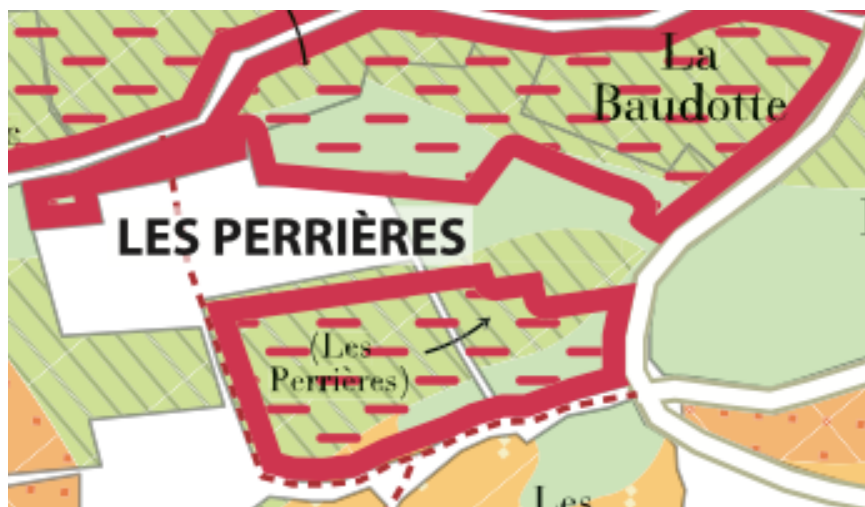 La
Baudotte
LES PERRIÈRES
(Les
Perrières)
Les